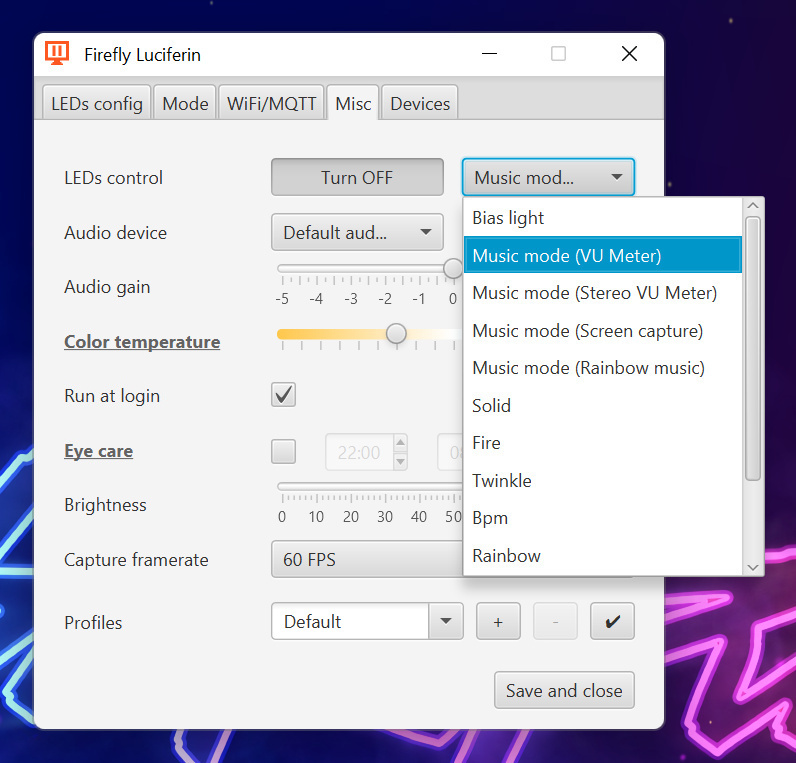 Firefly Luciferin
LEDs config Mode WiFi/MQTT Misc Devices
LEDs control Turn OFF Music mod...
Bias light
Music mode (VU Meter)
Music mode (Stereo VU Meter)
Music mode (Screen capture)
Music mode (Rainbow music)
Solid
Fire
Twinkle
Bpm
Rainbow
Audio device Default aud...
Audio gain
-5 -4 -3 -2 -1 0
Color temperature
Run at login
Eye care 22:00
Brightness
0 10 20 30 40
Capture framerate 60 FPS
Profiles Default + -
Save and close